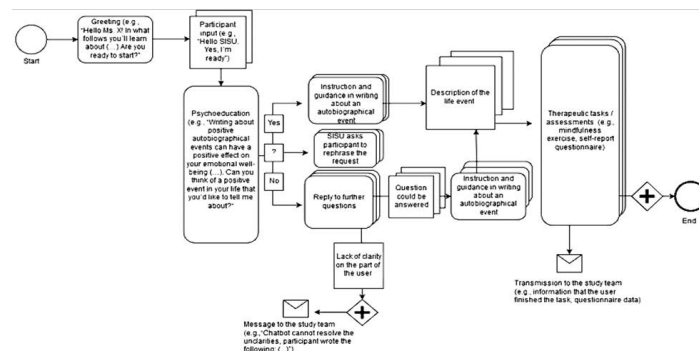 Greeting (e.g.,
"Hello Ms. X! In what
follows you'll learn
about (...) Are you
ready to start?"
Participant
input (e.g.,
"Hello SISU.
Yes, I'm
ready")
Start
Psychoeducation
(e.g., "Writing about
positive
autobiographical
events can have a
positive effect on
your emotional well-
being (...). Can you
think of a positive
event in your life that
you'd like to tell me
about?"
Yes
?
No
Instruction and
guidance in writing
about an
autobiographical
event
SISU asks
participant to
rephrase the
request
Reply to further
questions
Question
could be
answered
Instruction and
guidance in writing
about an
autobiographical
event
Description of the
life event
Therapeutic tasks /
assessments (e.g.,
mindfulness
exercise, self-report
questionnaire)
End
Lack of clarity
on the part of
the user
Message to the study team
(e.g.,"Chatbot cannot resolve the
unclarities, participant wrote the
following: (...)")
Transmission to the study team
(e.g., information that the user
finished the task, questionnaire data)